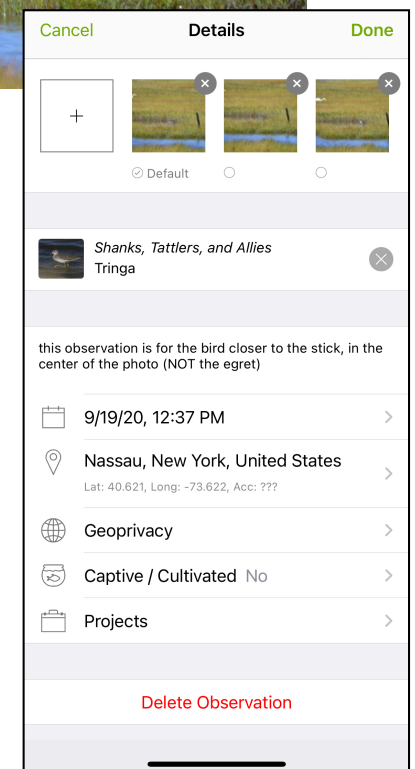 Cancel Details Done
Default
Shanks, Tattlers, and Allies
Tringa
this observation is for the bird closer to the stick, in the
center of the photo (NOT the egret)
9/19/20, 12:37 PM
Nassau, New York, United States
Lat: 40.621, Long: -73.622, Acc: ???
Geoprivacy
Captive / Cultivated No
Projects
Delete Observation